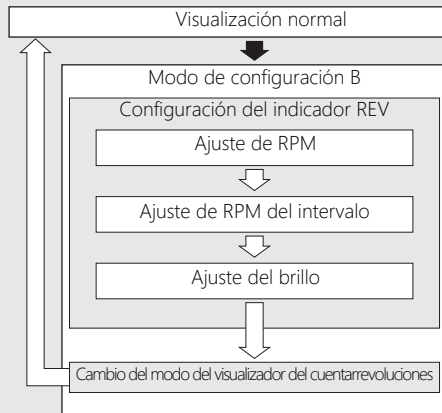 Visualización normal
Modo de configuración B
Configuración del indicador REV
Ajuste de RPM
Ajuste de RPM del intervalo
Ajuste del brillo
Cambio del modo del visualizador del cuentarrevoluciones